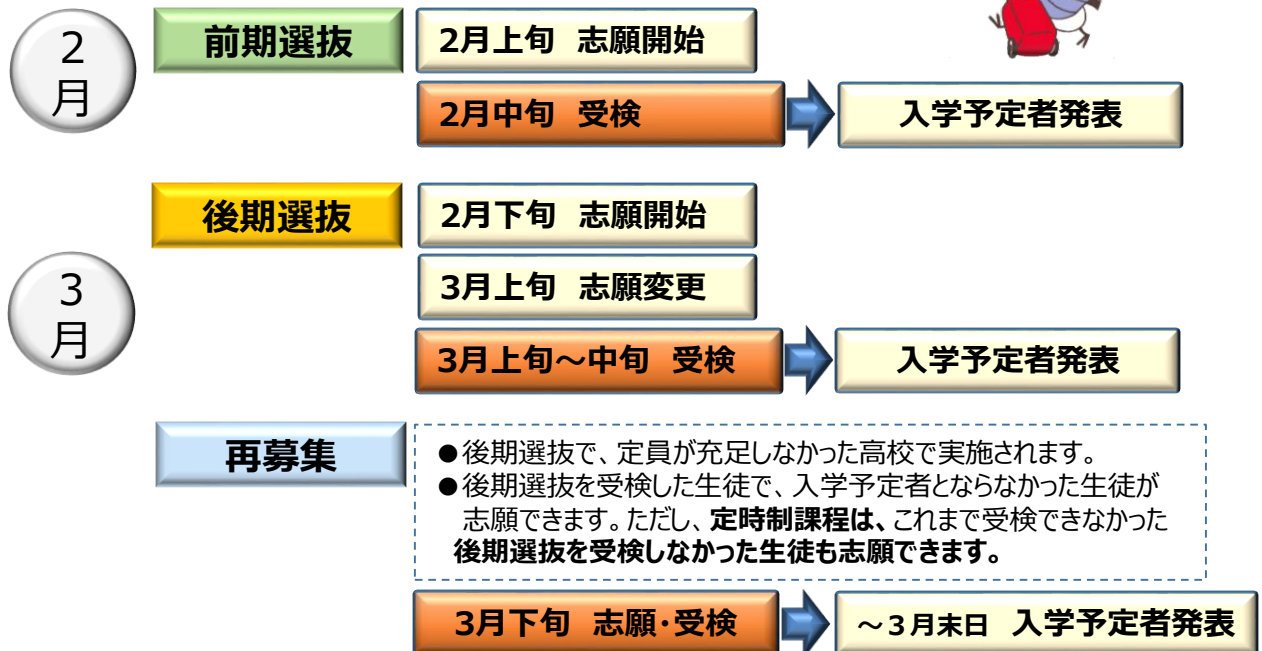 2
月
前期選抜
2月上旬 志願開始
2月中旬 受検
入学予定者発表
後期選抜
2月下旬 志願開始
3
月
3月上旬 志願変更
3月上旬～中旬 受検
入学予定者発表
再募集
●後期選抜で、定員が充足しなかった高校で実施されます。
●後期選抜を受検した生徒で、入学予定者とならなかった生徒が
志願できます。ただし、定時制課程は、これまで受検できなかった
後期選抜を受検しなかった生徒も志願できます。
3月下旬 志願・受検
～3月末日 入学予定者発表